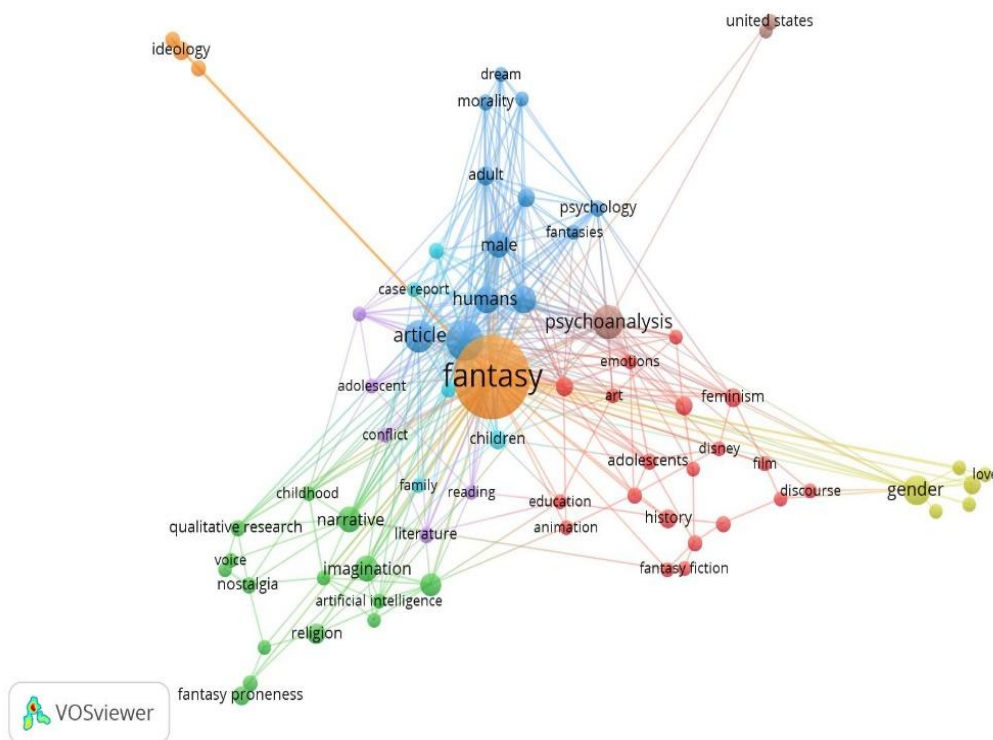 united states
ideology
dream
morality
adult
psychology
fantasies
male
case report
humans
psychoanalysis
article
emotions
fantasy
adolescent
art
feminism
conflict
children
disney
adolescents
film
love
family
reading
gender
discourse
childhood
education
qualitative research
narrative
history
animation
literature
voice
imagination
fantasy fiction
nostalgia
artificial intelligence
religion
fantasy proneness
VOSviewer